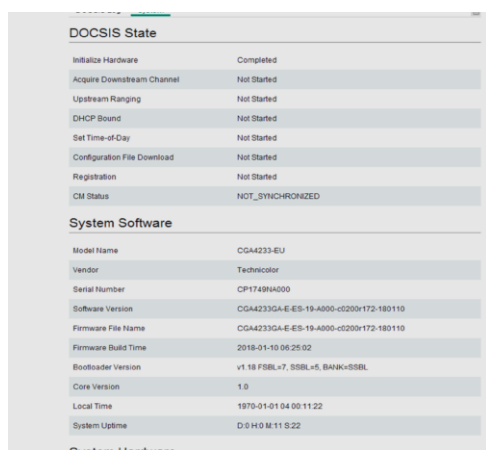 DOCSIS State
Initialize Hardware Completed
Acquire Downstream Channel Not Started
Upstream Ranging Not Started
DHCP Bound Not Started
Set Time-of-Day Not Started
Configuration File Download Not Started
Registration Not Started
CM Status NOT_SYNCHRONIZED
System Software
Model Name CGA4233-EU
Vendor Technicolor
Serial Number CP1749NA000
Software Version CGA4233GA-E-ES-19-A000-c0200r172-180110
Firmware File Name CGA4233GA-E-ES-19-A000-c0200r172-180110
Firmware Build Time 2018-01-10 06:25:02
Bootloader Version v1.18 FSBL=7, SSBL=5, BANK=SSBL
Core Version 1.0
Local Time 1970-01-01 04 00:11:22
System Uptime D:0 H:0 M:11 S:22
System Hardware